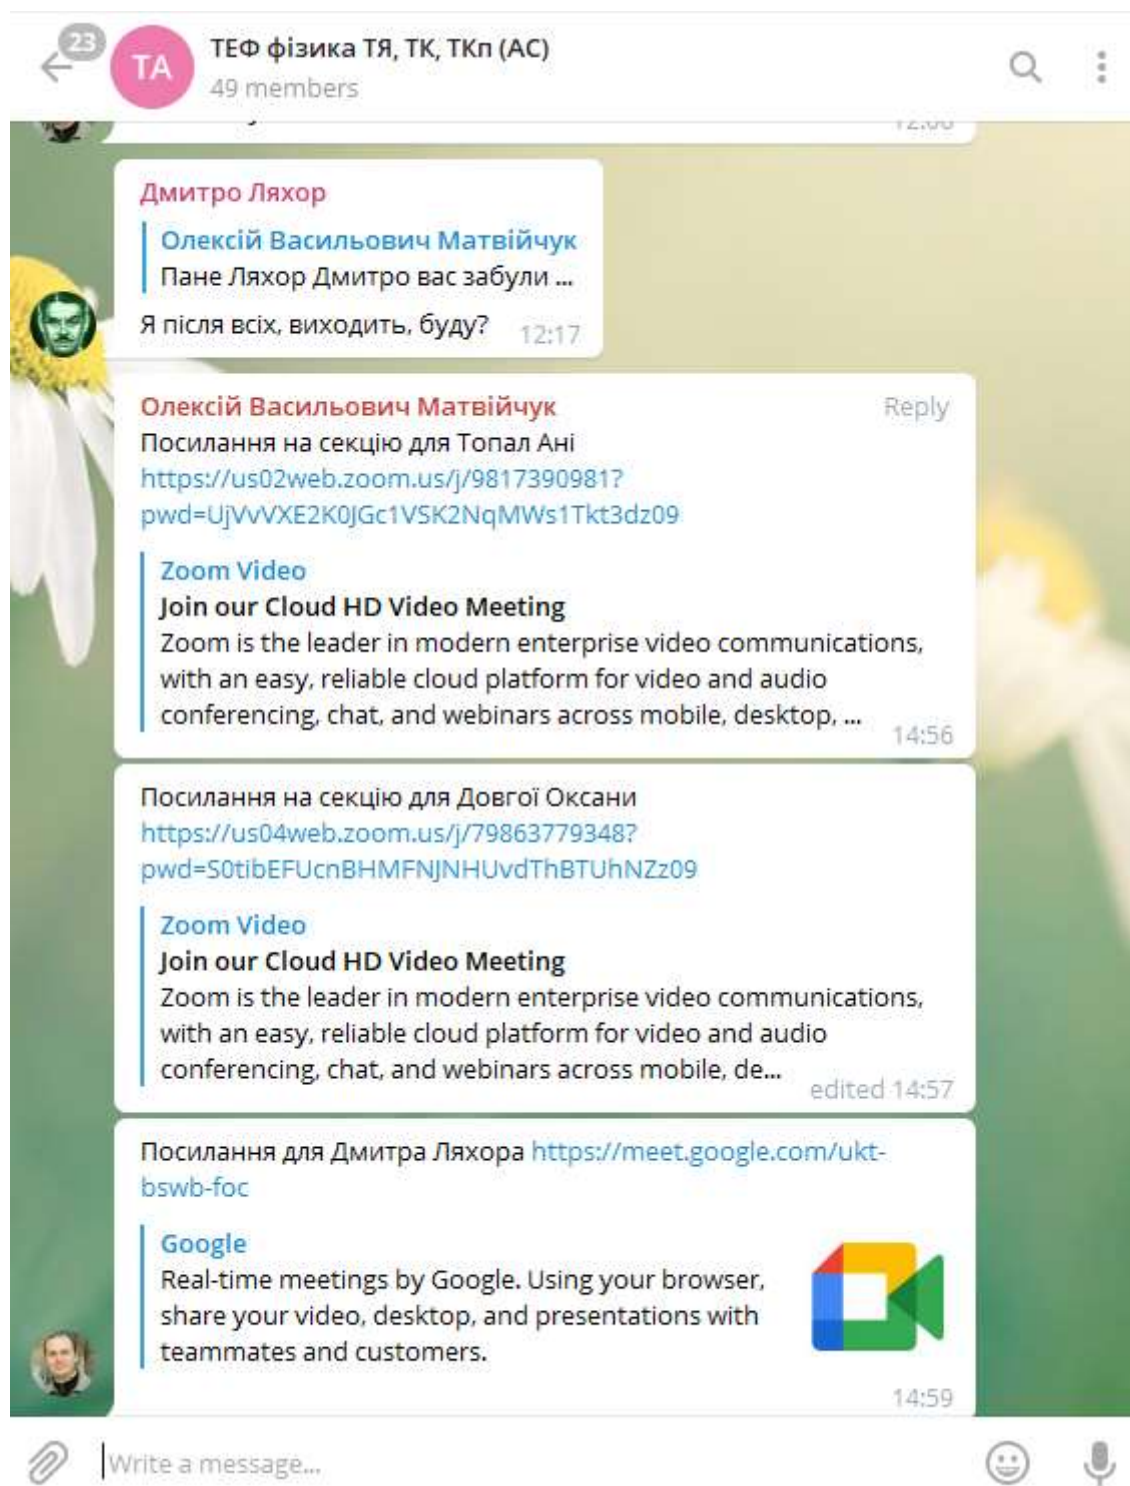 23
ТА
ТЕФ фізика ТЯ, ТК, ТКп (АС)
49 members
Дмитро Ляхор
Олексій Васильович Матвійчук
Пане Ляхор Дмитро вас забули ...
Я після всіх, виходить, буду?
12:17
Олексій Васильович Матвійчук
Reply
Посилання на секцію для Топал Ані
https://us02web.zoom.us/j/9817390981?
pwd=UjVvVXE2K0JGc1VSK2NqMWs1Tkt3dz09
Zoom Video
Join our Cloud HD Video Meeting
Zoom is the leader in modern enterprise video communications,
with an easy, reliable cloud platform for video and audio
conferencing, chat, and webinars across mobile, desktop, ...
14:56
Посилання на секцію для Довгої Оксани
https://us04web.zoom.us/j/79863779348?
pwd=S0tibEFUcnBHMFNJNHUvdThBTUhNZz09
Zoom Video
Join our Cloud HD Video Meeting
Zoom is the leader in modern enterprise video communications,
with an easy, reliable cloud platform for video and audio
conferencing, chat, and webinars across mobile, de...
edited 14:57
Посилання для Дмитра Ляхора https://meet.google.com/ukt-
bswb-foc
Google
Real-time meetings by Google. Using your browser,
share your video, desktop, and presentations with
teammates and customers.
14:59
Write a message...